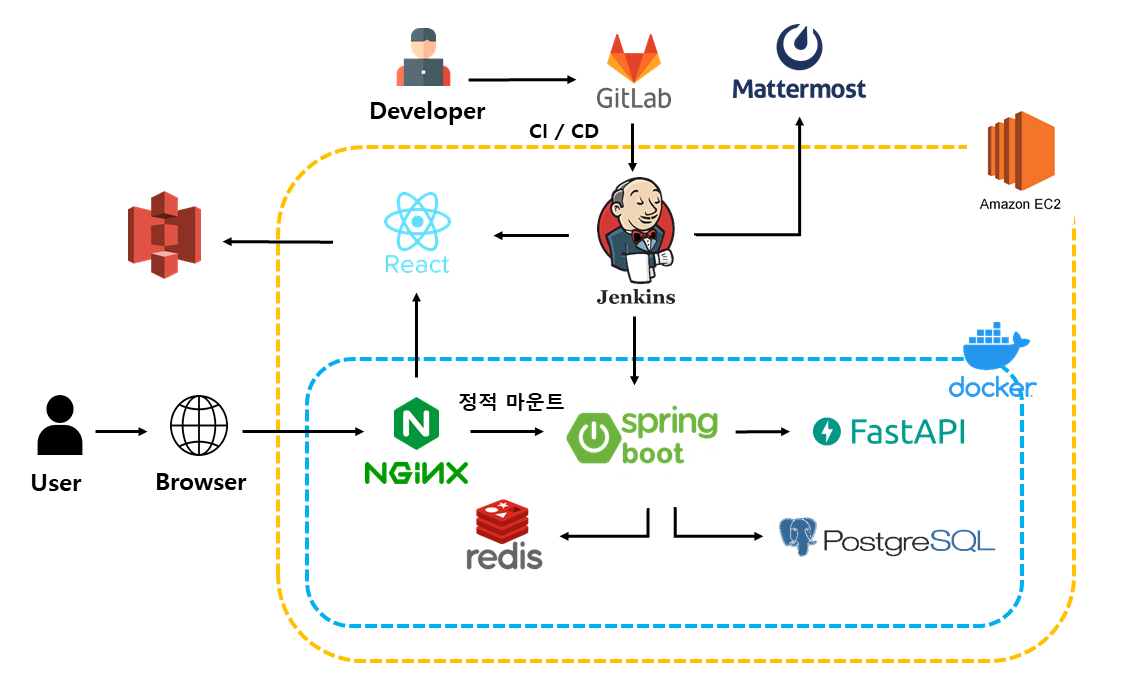 Developer
GitLab
Mattermost
CI / CD
Amazon EC2
React
Jenkins
docker
정적 마운트
NGINX
spring
boot
FastAPI
User
Browser
redis
PostgreSQL